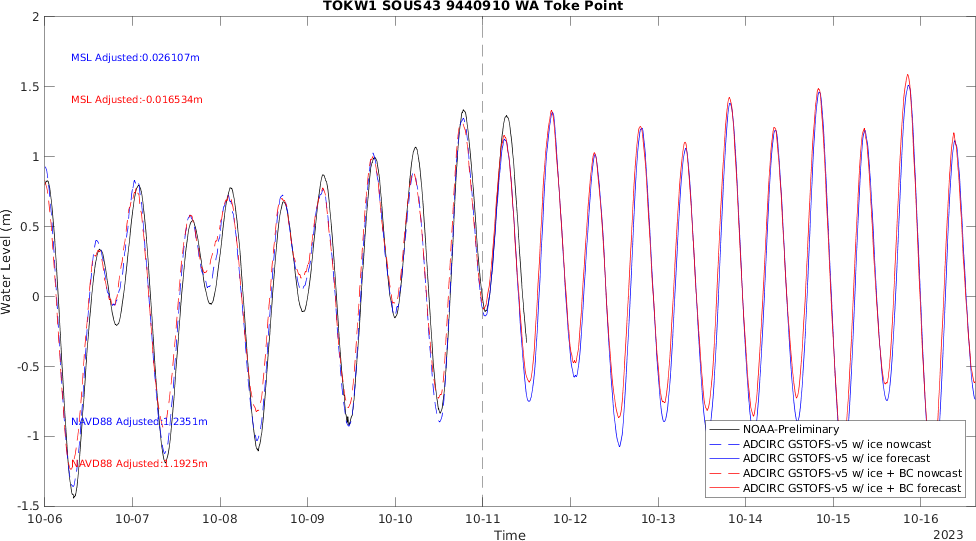 TOKW1 SOUS43 9440910 WA Toke Point
2
1.5
1
0.5
0
-0.5
-1
-1.5
Water Level (m)
MSL Adjusted:0.026107m
MSL Adjusted:-0.016534m
NAVD88 Adjusted:1.2351m
NAVD88 Adjusted:1.1925m
NOAA-Preliminary
ADCIRC GSTOFS-v5 w/ ice nowcast
ADCIRC GSTOFS-v5 w/ ice forecast
ADCIRC GSTOFS-v5 w/ ice + BC nowcast
ADCIRC GSTOFS-v5 w/ ice + BC forecast
10-06 10-07 10-08 10-09 10-10 10-11 10-12 10-13 10-14 10-15 10-16
Time
2023